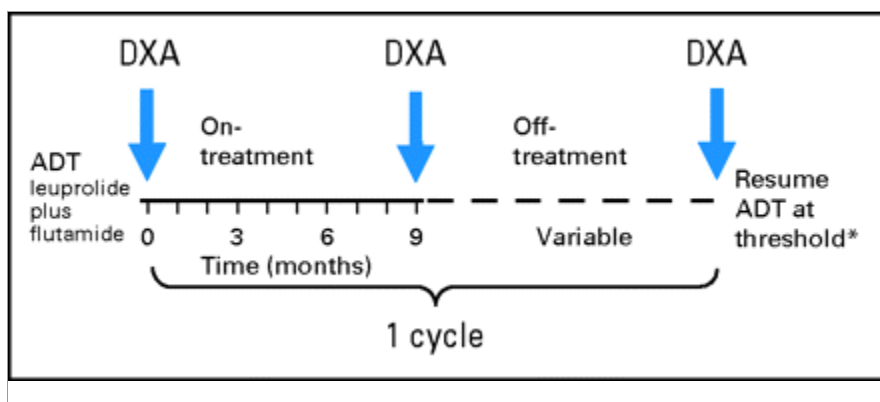 DXA DXA DXA
On-
treatment
Off-
treatment
ADT
leuprolide
plus
flutamide
Resume
ADT at
threshold*
0 3 6 9 Variable
Time (months)
1 cycle